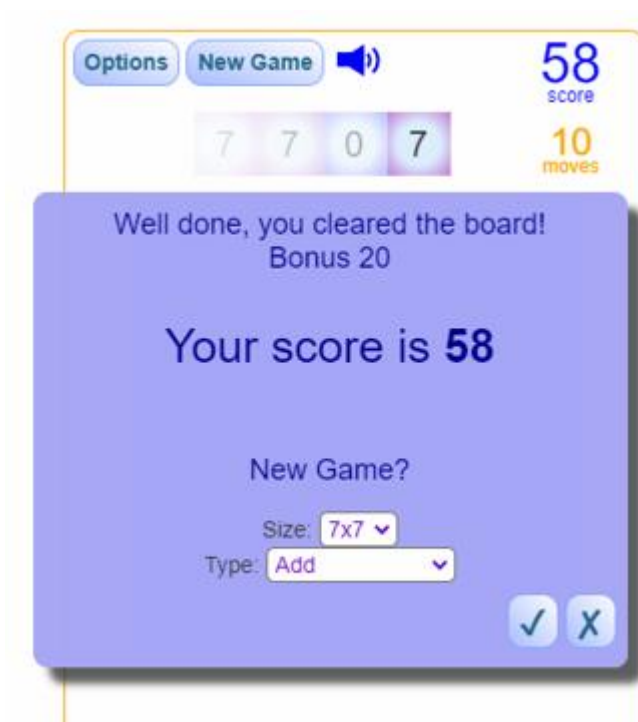 Options New Game 58
score
7 7 0 7 10
moves
Well done, you cleared the board!
Bonus 20
Your score is 58
New Game?
Size: 7x7
Type: Add
✓ X